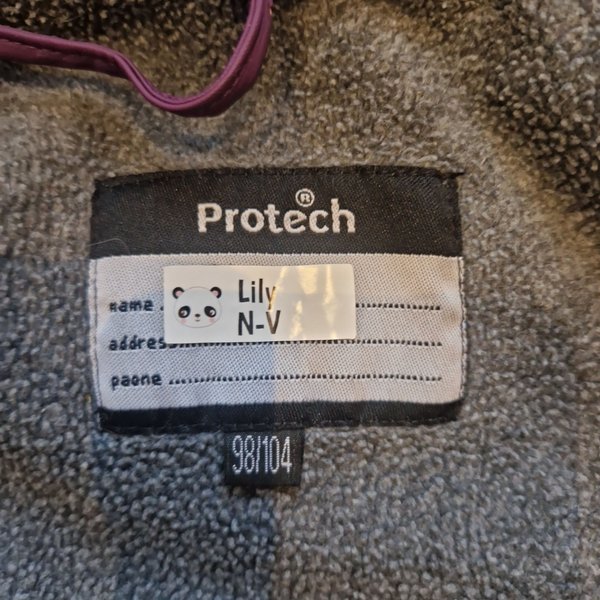 Protech®
Lily
N-V
name
address
paone
98/104